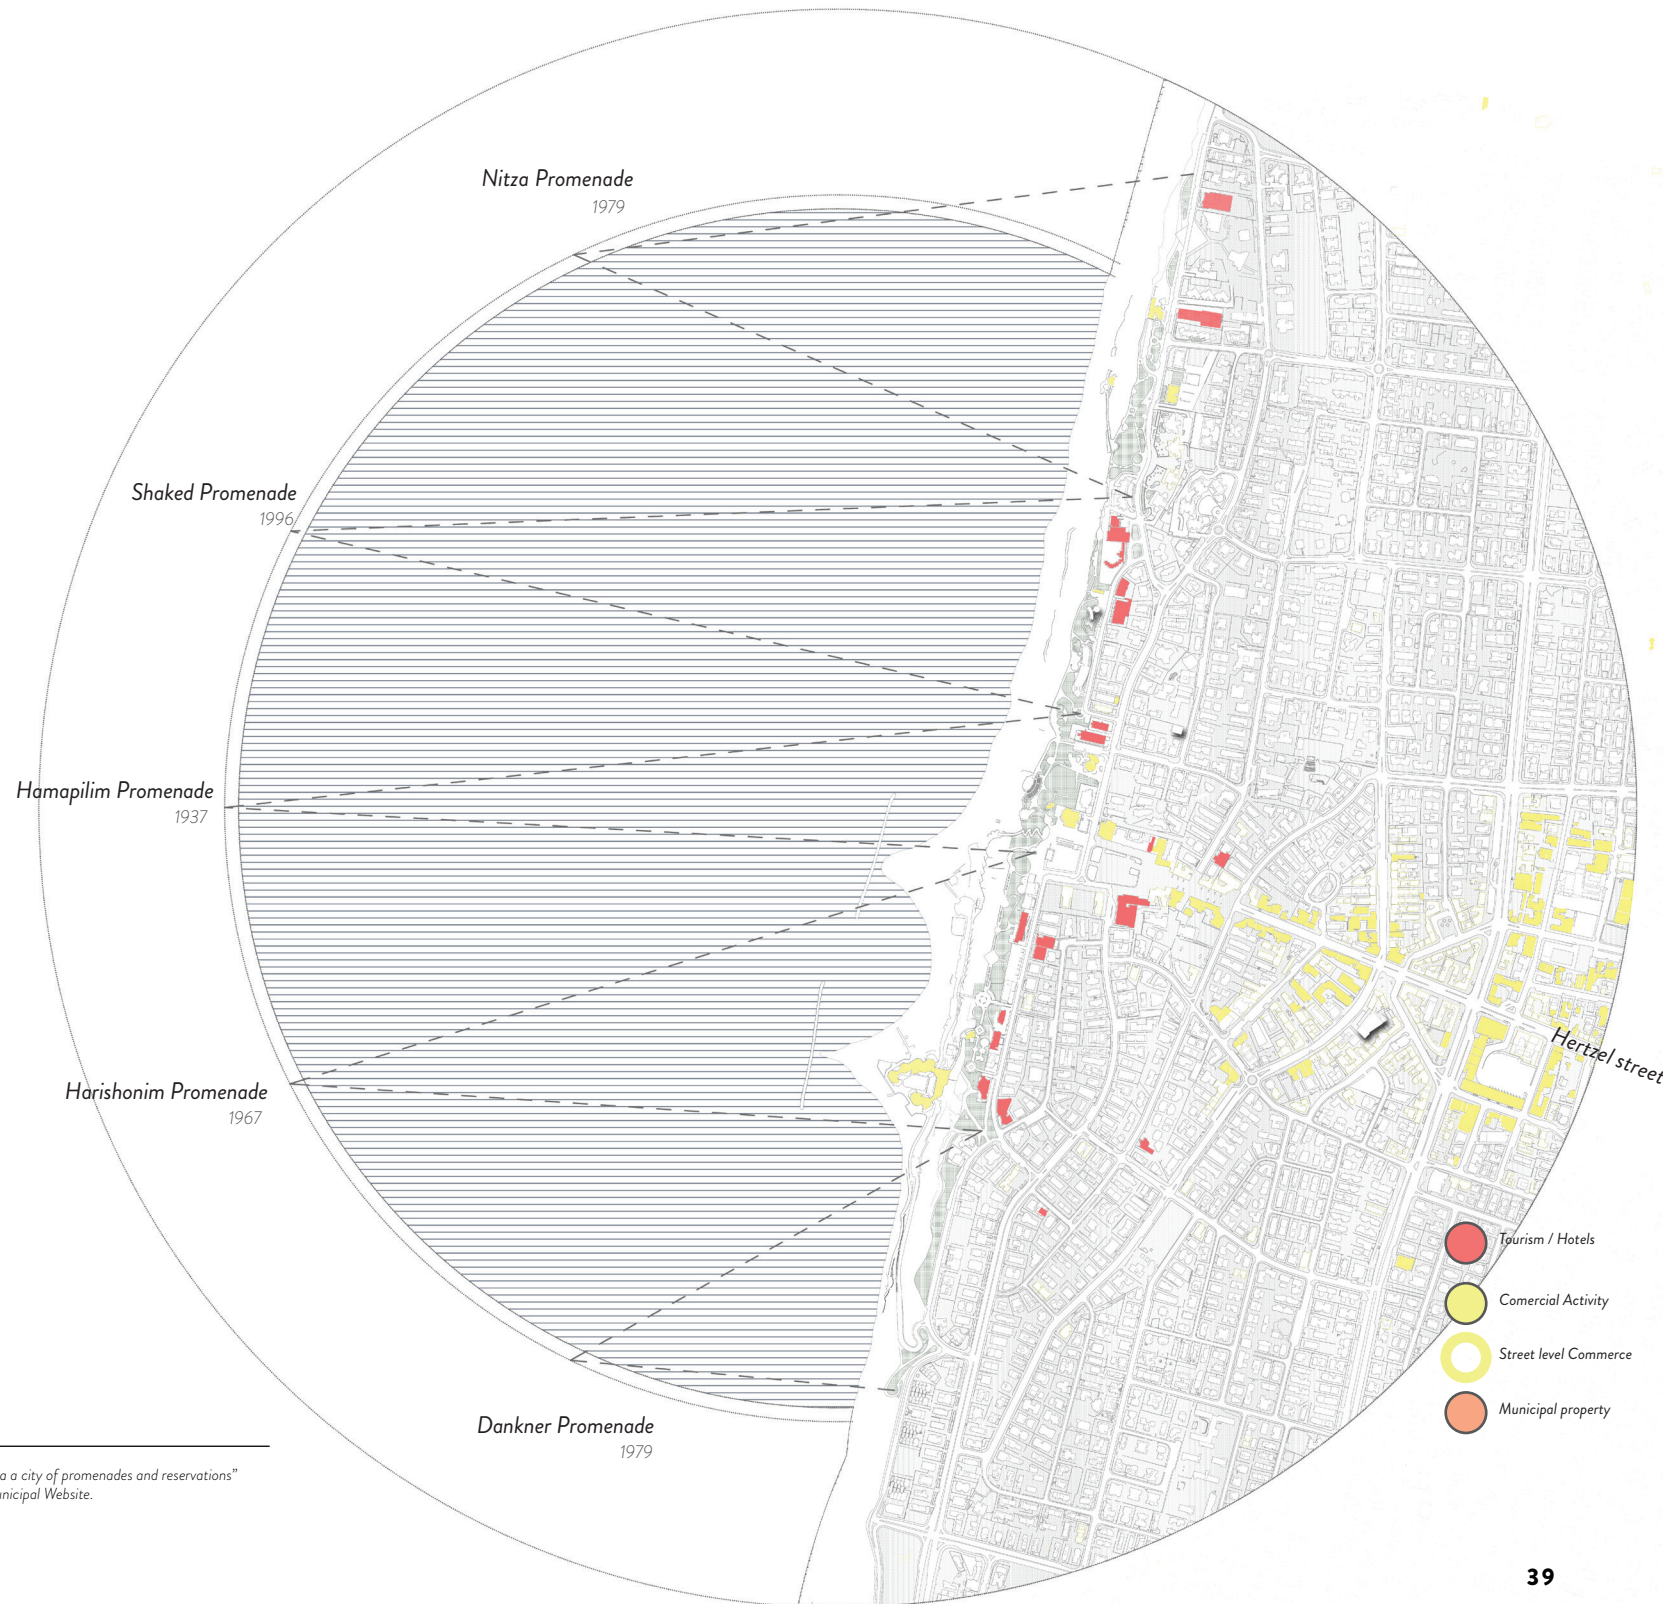 Nitza Promenade
1979
Shaked Promenade
1996
Hamapilim Promenade
1937
Harishonim Promenade
1967
Dankner Promenade
1979
Hertzel street
Tourism / Hotels
Comercial Activity
Street level Commerce
Municipal property
a city of promenades and reservations”
Website.
39